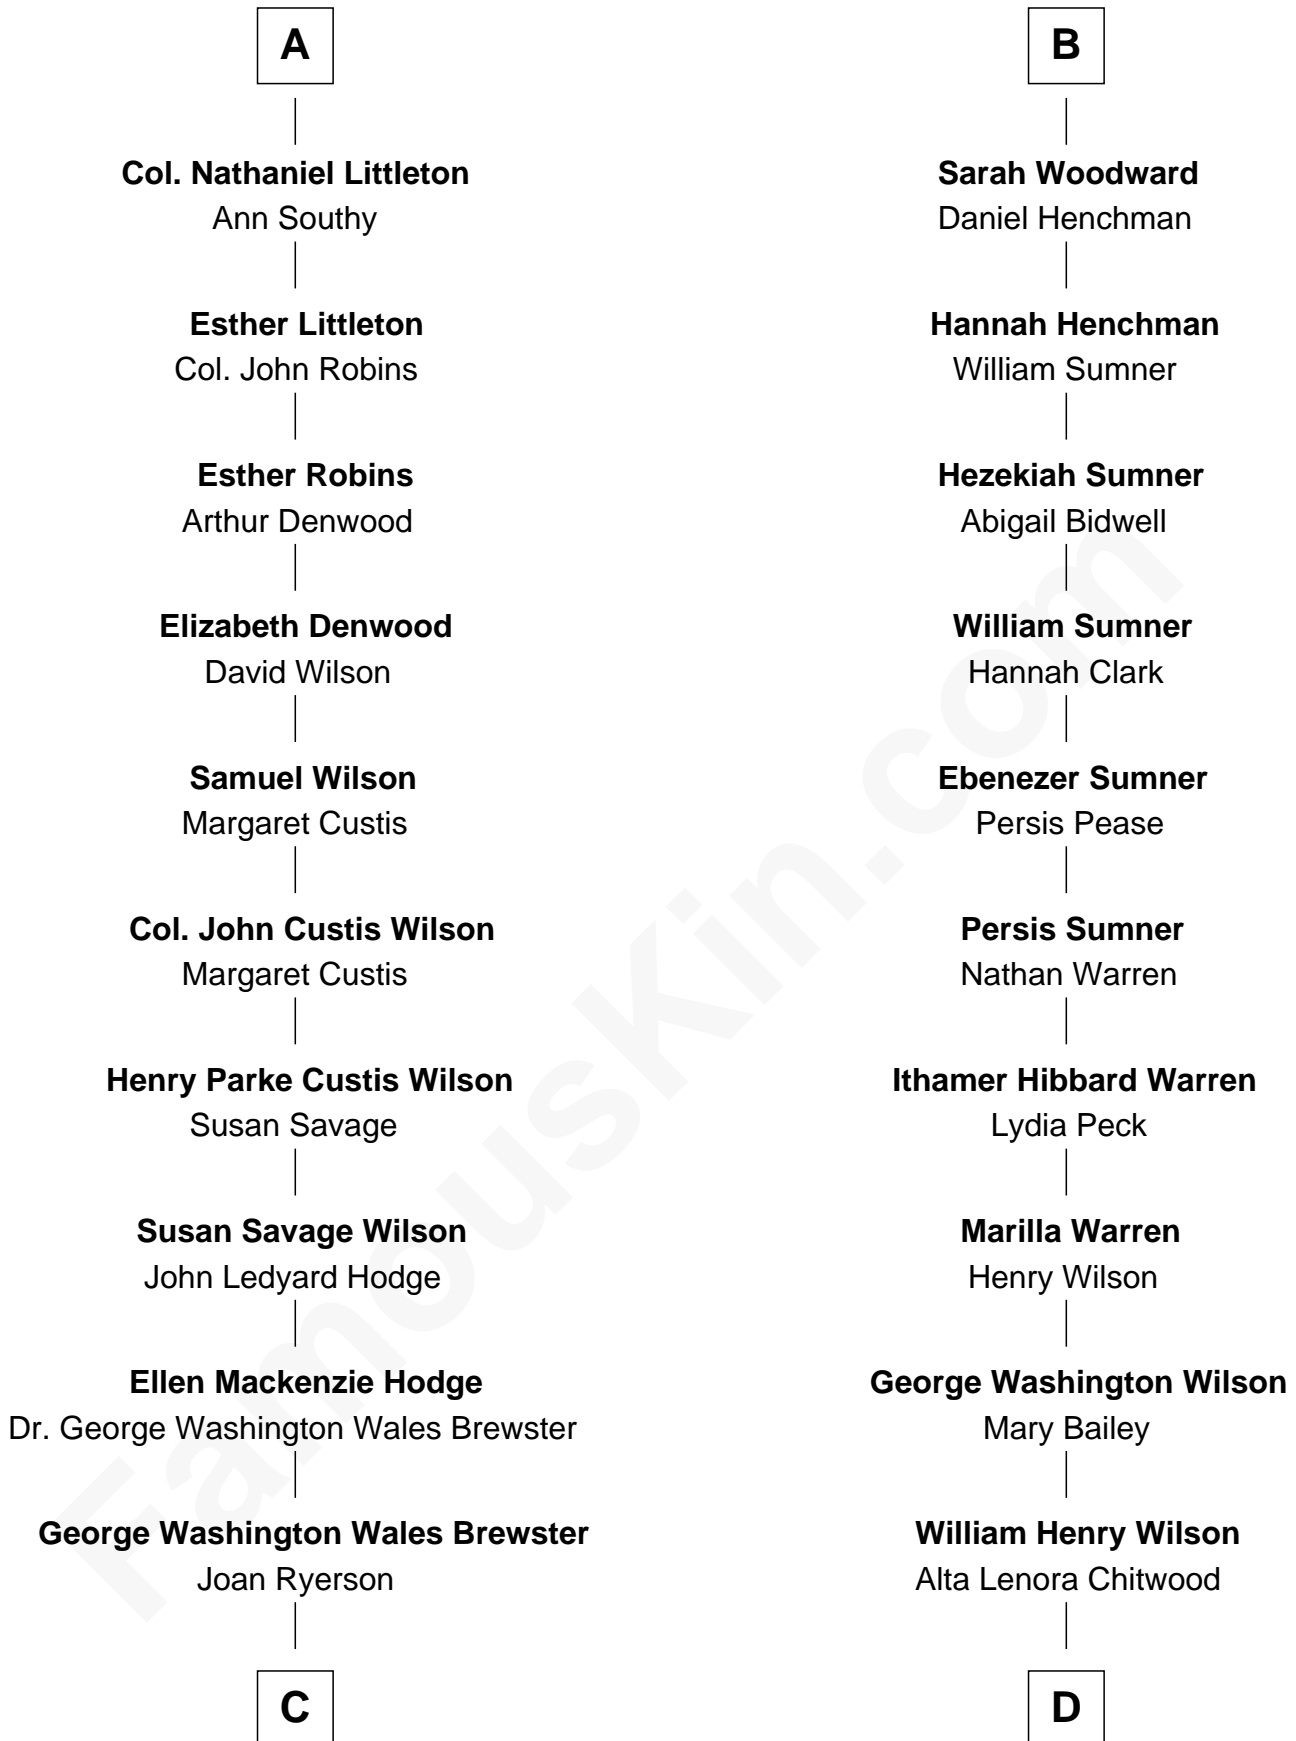 A
Col. Nathaniel Littleton
Ann Southy
Esther Littleton
Col. John Robins
Esther Robins
Arthur Denwood
Elizabeth Denwood
David Wilson
Samuel Wilson
Margaret Custis
Col. John Custis Wilson
Margaret Custis
Henry Parke Custis Wilson
Susan Savage
Susan Savage Wilson
John Ledyard Hodge
Ellen Mackenzie Hodge
Dr. George Washington Wales Brewster
George Washington Wales Brewster
Joan Ryerson
C
B
Sarah Woodward
Daniel Henchman
Hannah Henchman
William Sumner
Hezekiah Sumner
Abigail Bidwell
William Sumner
Hannah Clark
Ebenezer Sumner
Persis Pease
Persis Sumner
Nathan Warren
Ithamer Hibbard Warren
Lydia Peck
Marilla Warren
Henry Wilson
George Washington Wilson
Mary Bailey
William Henry Wilson
Alta Lenora Chitwood
D
FamousKin.com